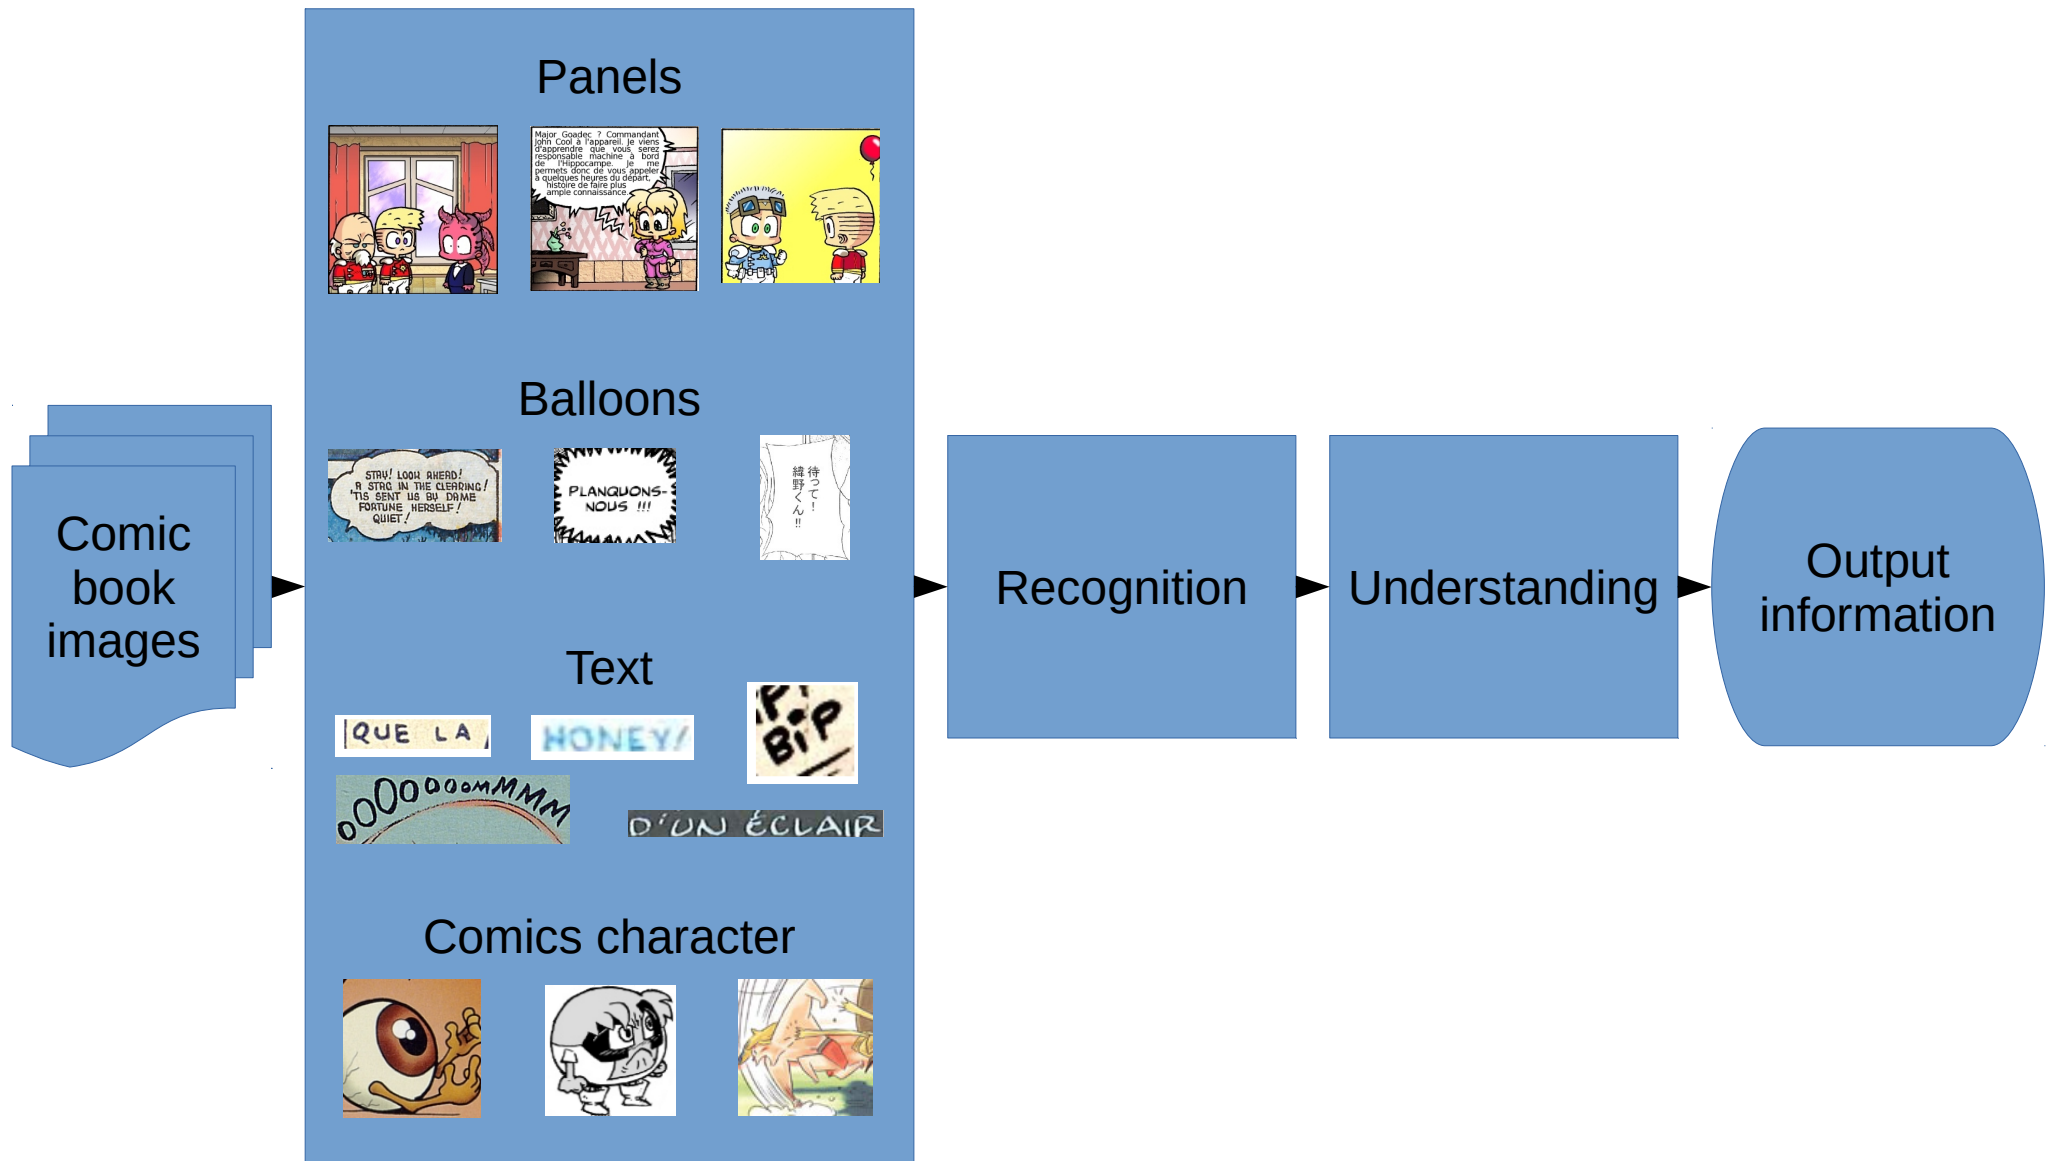 Comic
book
images
Panels
Major Goadec ? Commandant
John Cool à l'appareil. Je viens
d'apprendre que vous serez
responsable machine à bord
de l'Hippocampe. Je me
permets donc de vous appeler
à quelques heures du départ,
histoire de faire plus
ample connaissance.
Balloons
STAY! LOOK AHEAD!
A STAG IN THE CLEARING!
'TIS SENT US BY DAME
FORTUNE HERSELF!
QUIET!
PLANQUONS-
NOUS !!!
待って!
緯野くん!!
Text
QUE LA
HONEY!
P.
BiP
oOOOOOOMMMMM
D'UN ÉCLAIR
Comics character
Recognition
Understanding
Output
information